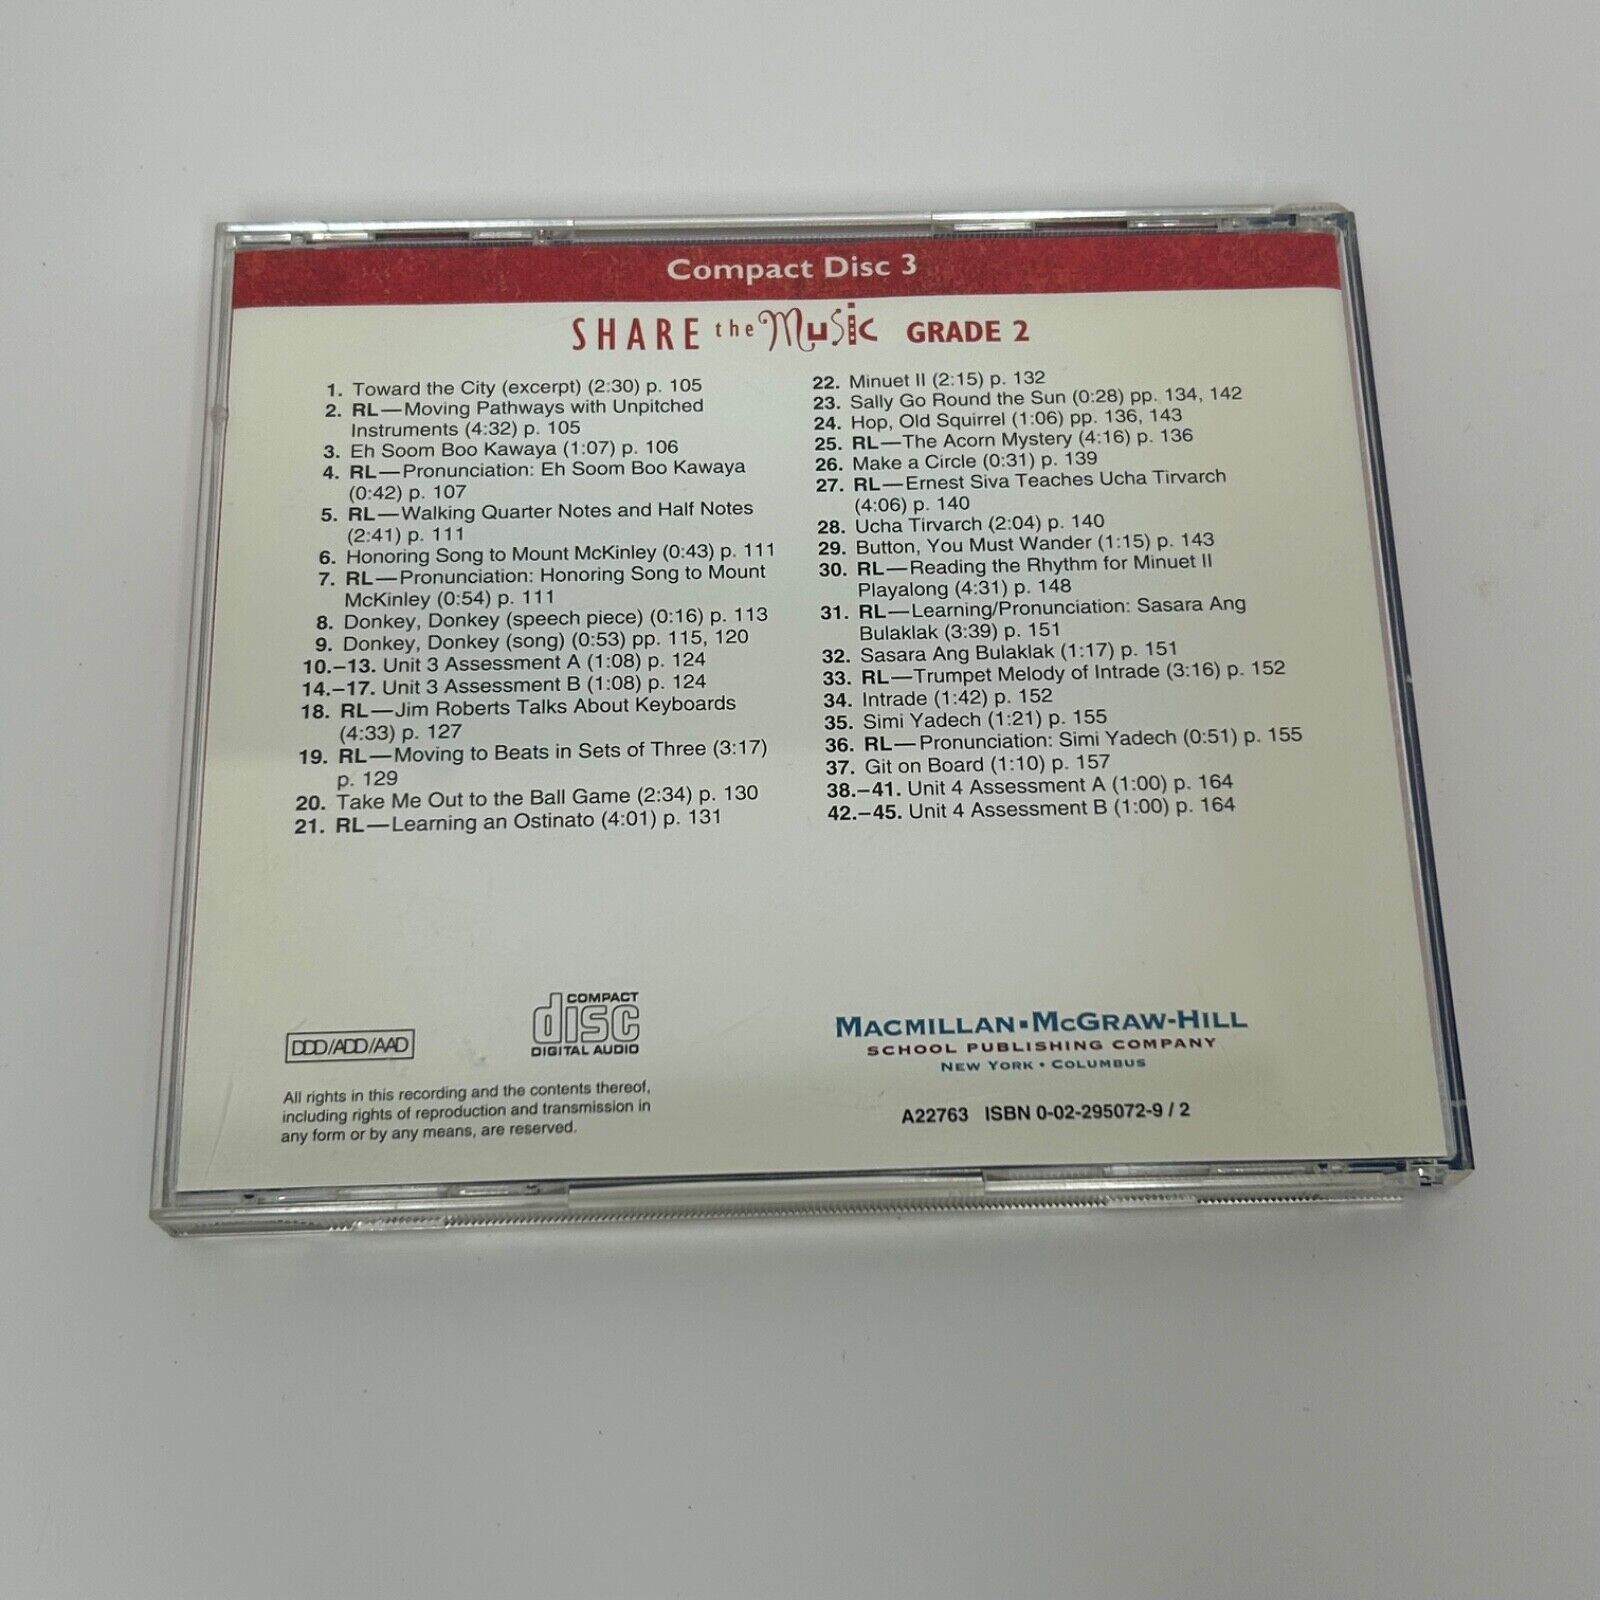 Compact Disc 3
SHARE the Music GRADE 2
1. Toward the City (excerpt) (2:30) p. 105
2. RL—Moving Pathways with Unpitched
Instruments (4:32) p. 105
3. Eh Soom Boo Kawaya (1:07) p. 106
4. RL—Pronunciation: Eh Soom Boo Kawaya
(0:42) p. 107
5. RL—Walking Quarter Notes and Half Notes
(2:41) p. 111
6. Honoring Song to Mount McKinley (0:43) p. 111
7. RL—Pronunciation: Honoring Song to Mount
McKinley (0:54) p. 111
8. Donkey, Donkey (speech piece) (0:16) p. 113
9. Donkey, Donkey (song) (0:53) pp. 115, 120
10.–13. Unit 3 Assessment A (1:08) p. 124
14.–17. Unit 3 Assessment B (1:08) p. 124
18. RL—Jim Roberts Talks About Keyboards
(4:33) p. 127
19. RL—Moving to Beats in Sets of Three (3:17)
p. 129
20. Take Me Out to the Ball Game (2:34) p. 130
21. RL—Learning an Ostinato (4:01) p. 131
22. Minuet II (2:15) p. 132
23. Sally Go Round the Sun (0:28) pp. 134, 142
24. Hop, Old Squirrel (1:06) pp. 136, 143
25. RL—The Acorn Mystery (4:16) p. 136
26. Make a Circle (0:31) p. 139
27. RL—Ernest Siva Teaches Ucha Tirvarch
(4:06) p. 140
28. Ucha Tirvarch (2:04) p. 140
29. Button, You Must Wander (1:15) p. 143
30. RL—Reading the Rhythm for Minuet II
Playalong (4:31) p. 148
31. RL—Learning/Pronunciation: Sasara Ang
Bulaklak (3:39) p. 151
32. Sasara Ang Bulaklak (1:17) p. 151
33. RL—Trumpet Melody of Intrade (3:16) p. 152
34. Intrade (1:42) p. 152
35. Simi Yadech (1:21) p. 155
36. RL—Pronunciation: Simi Yadech (0:51) p. 155
37. Git on Board (1:10) p. 157
38.–41. Unit 4 Assessment A (1:00) p. 164
42.–45. Unit 4 Assessment B (1:00) p. 164
DDD/ADD/AAD
COMPACT
disc
DIGITAL AUDIO
All rights in this recording and the contents thereof,
including rights of reproduction and transmission in
any form or by any means, are reserved.
MACMILLAN▪MCGRAW-HILL
SCHOOL PUBLISHING COMPANY
NEW YORK • COLUMBUS
A22763 ISBN 0-02-295072-9 / 2